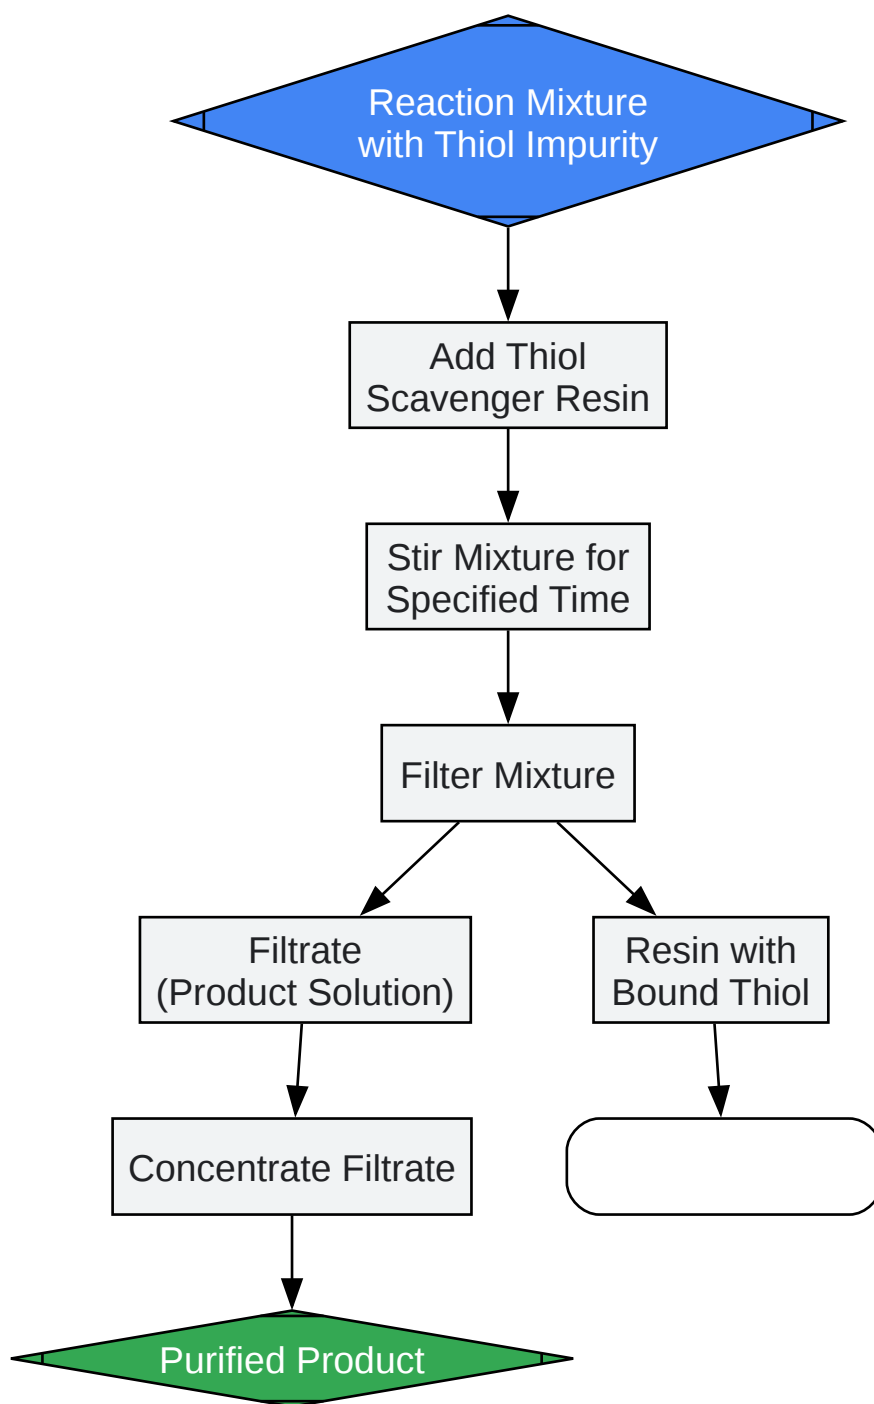 Reaction Mixture
with Thiol Impurity
Add Thiol
Scavenger Resin
Stir Mixture for
Specified Time
Filter Mixture
Filtrate
(Product Solution)
Resin with
Bound Thiol
Concentrate Filtrate
Purified Product